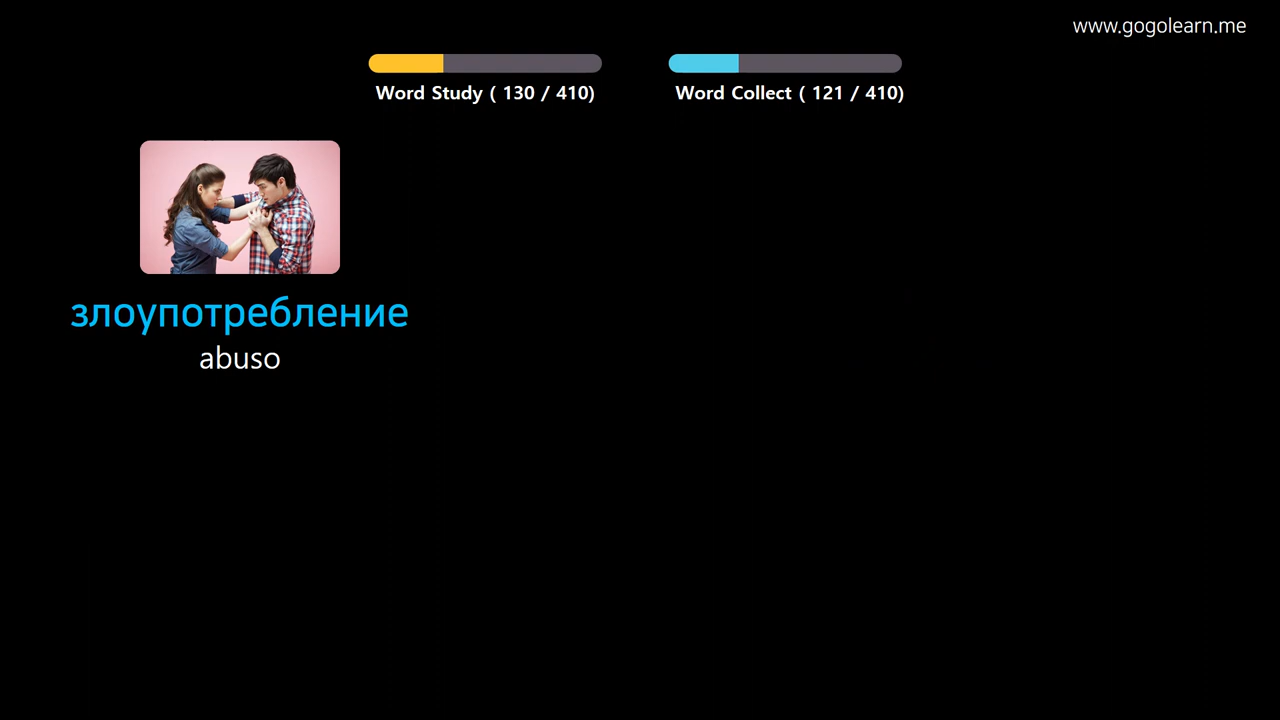 www.gogolearn.me
Word Study ( 130 / 410)
Word Collect ( 121 / 410)
злоупотребление
abuso